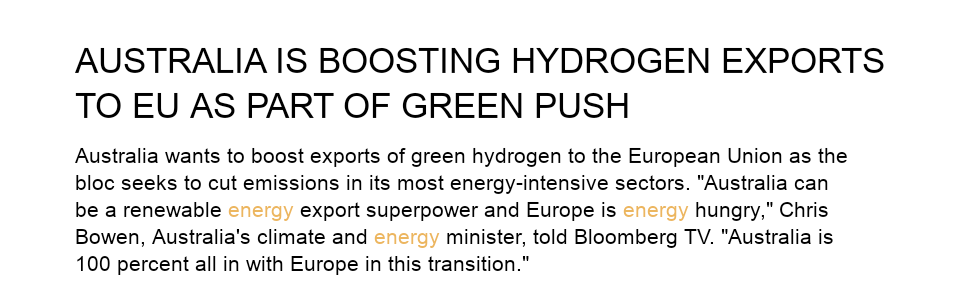 AUSTRALIA IS BOOSTING HYDROGEN EXPORTS
TO EU AS PART OF GREEN PUSH
Australia wants to boost exports of green hydrogen to the European Union as the
bloc seeks to cut emissions in its most energy-intensive sectors. "Australia can
be a renewable energy export superpower and Europe is energy hungry," Chris
Bowen, Australia's climate and energy minister, told Bloomberg TV. "Australia is
100 percent all in with Europe in this transition."